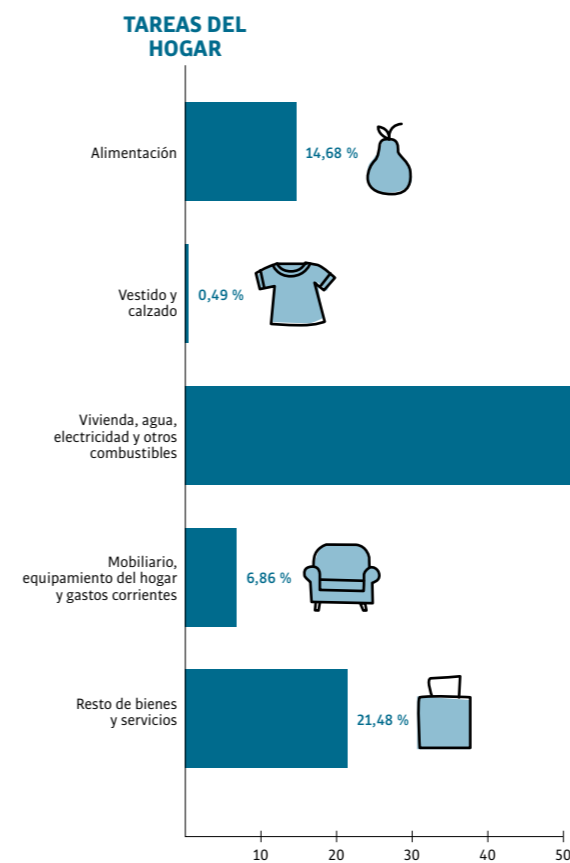 TAREAS DEL
HOGAR
Alimentación
14,68 %
Vestido y
calzado
0,49 %
Vivienda, agua,
electricidad y otros
combustibles
Mobiliario,
equipamiento del hogar
y gastos corrientes
6,86 %
Resto de bienes
y servicios
21,48 %
10 20 30 40 50